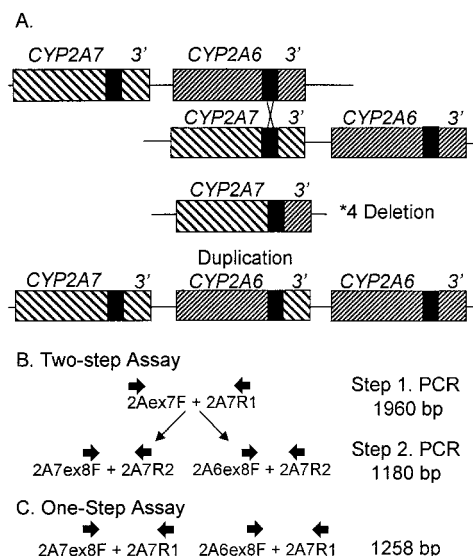 A.
CYP2A7 3' CYP2A6 3'
CYP2A7 3' CYP2A6 3'
CYP2A7 3'
*4 Deletion
Duplication
CYP2A7 3' CYP2A6 3' CYP2A6 3'
B. Two-step Assay
2Aex7F + 2A7R1
Step 1. PCR
1960 bp
2A7ex8F + 2A7R2 2A6ex8F + 2A7R2
Step 2. PCR
1180 bp
C. One-Step Assay
2A7ex8F + 2A7R1 2A6ex8F + 2A7R1 1258 bp